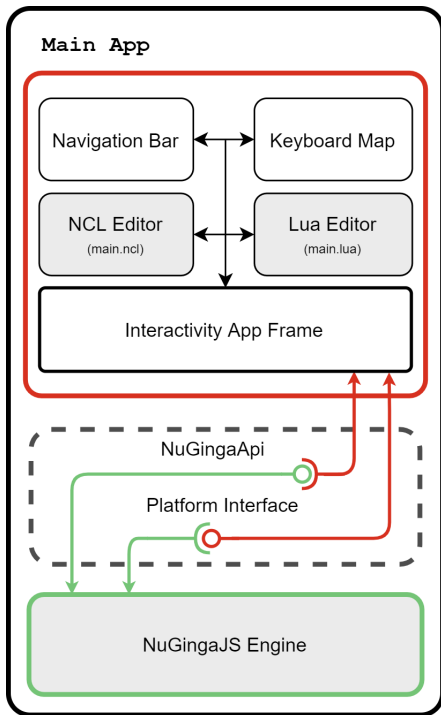 Main App
Navigation Bar
Keyboard Map
NCL Editor
(main.ncl)
Lua Editor
(main.lua)
Interactivity App Frame
NuGingaApi
Platform Interface
NuGingaJS Engine